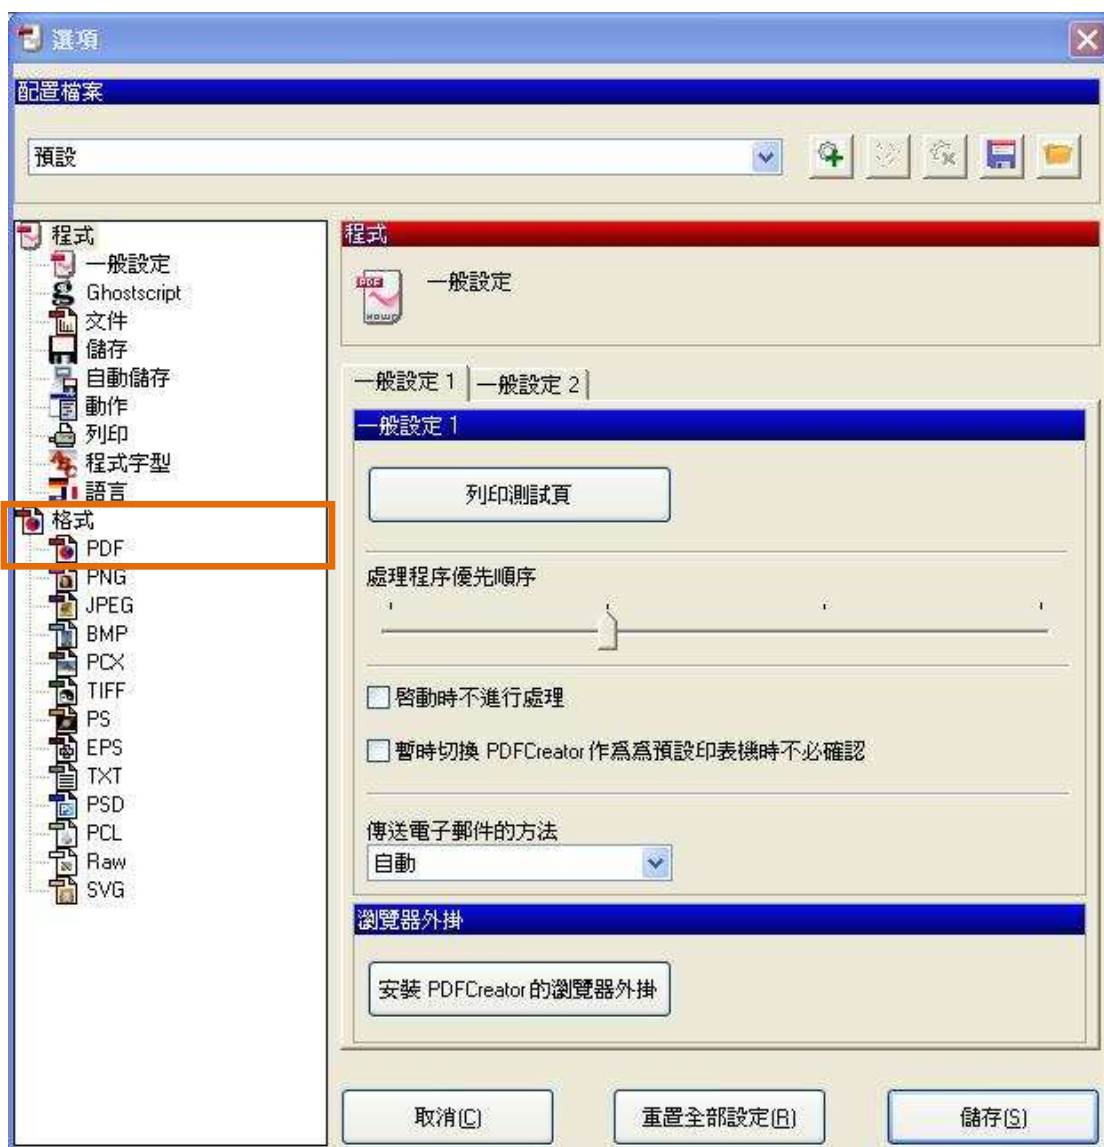 選項
配置檔案
預設
程式
一般設定
Ghostscript
文件
儲存
自動儲存
動作
列印
程式字型
語言
格式
PDF
PNG
JPEG
BMP
PCX
TIFF
PS
EPS
TXT
PSD
PCL
Raw
SVG
程式
PDF
一般設定
一般設定 1
一般設定 2
一般設定 1
列印測試頁
處理程序優先順序
啓動時不進行處理
暫時切換 PDFCreator 作爲爲預設印表機時不必確認
傳送電子郵件的方法
自動
瀏覽器外掛
安裝 PDFCreator 的瀏覽器外掛
取消(C)
重置全部設定(R)
儲存(S)